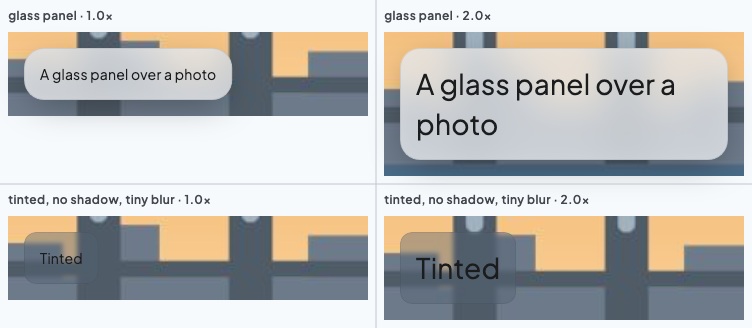 glass panel · 1.0×
A glass panel over a photo
glass panel · 2.0×
A glass panel over a
photo
tinted, no shadow, tiny blur · 1.0×
Tinted
tinted, no shadow, tiny blur · 2.0×
Tinted